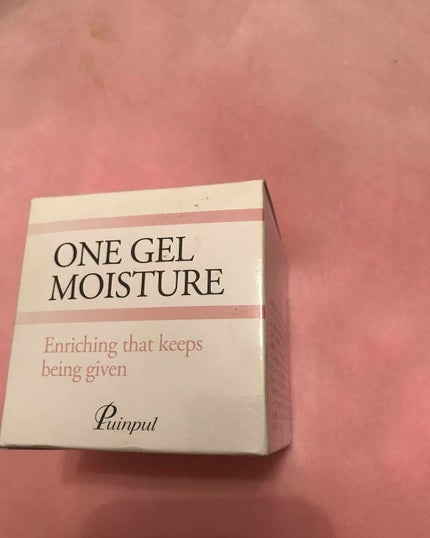 ONE GEL
MOISTURE
Enriching that keeps
being given
Puinpul